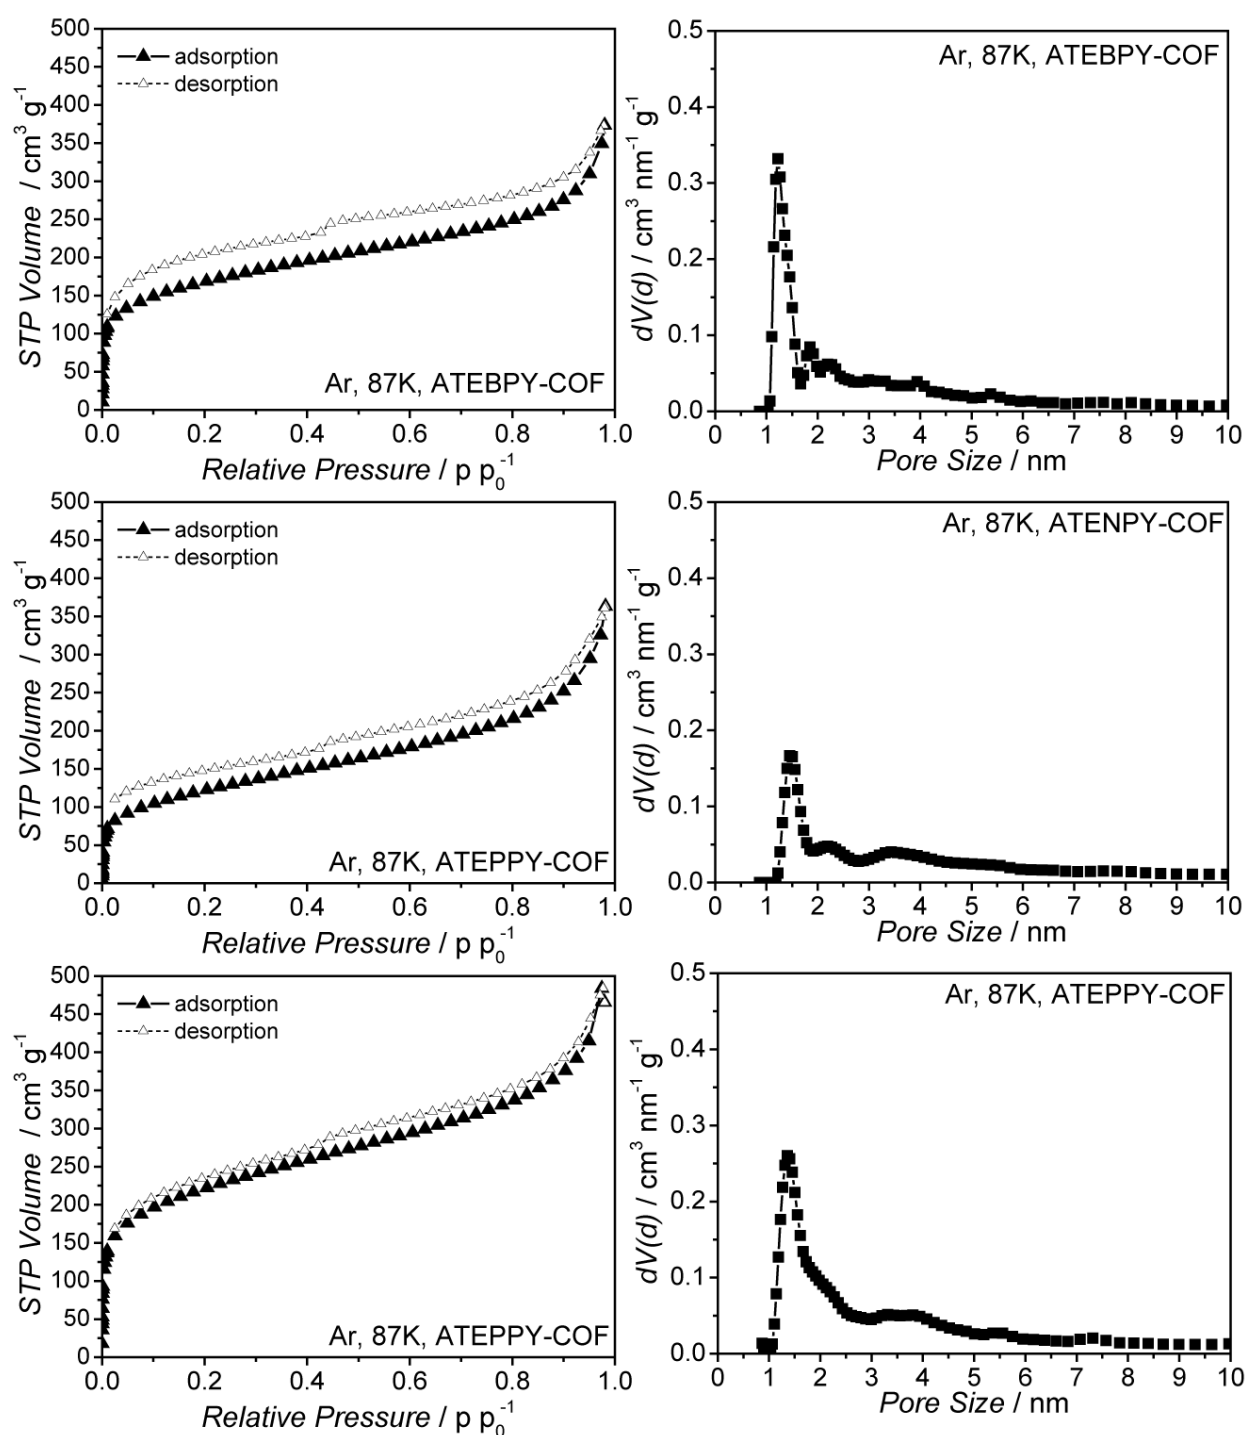 500
450
400
350
300
250
200
150
100
50
0
STP Volume / cm³ g⁻¹
adsorption
desorption
Ar, 87K, ATEBPY-COF
0.0 0.2 0.4 0.6 0.8 1.0
Relative Pressure / p p₀⁻¹
0.5
0.4
0.3
0.2
0.1
0.0
dV(d) / cm³ nm⁻¹ g⁻¹
Ar, 87K, ATEBPY-COF
0 1 2 3 4 5 6 7 8 9 10
Pore Size / nm
500
450
400
350
300
250
200
150
100
50
0
STP Volume / cm³ g⁻¹
adsorption
desorption
Ar, 87K, ATEPPY-COF
0.0 0.2 0.4 0.6 0.8 1.0
Relative Pressure / p p₀⁻¹
0.5
0.4
0.3
0.2
0.1
0.0
dV(d) / cm³ nm⁻¹ g⁻¹
Ar, 87K, ATENPY-COF
0 1 2 3 4 5 6 7 8 9 10
Pore Size / nm
500
450
400
350
300
250
200
150
100
50
0
STP Volume / cm³ g⁻¹
adsorption
desorption
Ar, 87K, ATEPPY-COF
0.0 0.2 0.4 0.6 0.8 1.0
Relative Pressure / p p₀⁻¹
0.5
0.4
0.3
0.2
0.1
0.0
dV(d) / cm³ nm⁻¹ g⁻¹
Ar, 87K, ATEPPY-COF
0 1 2 3 4 5 6 7 8 9 10
Pore Size / nm